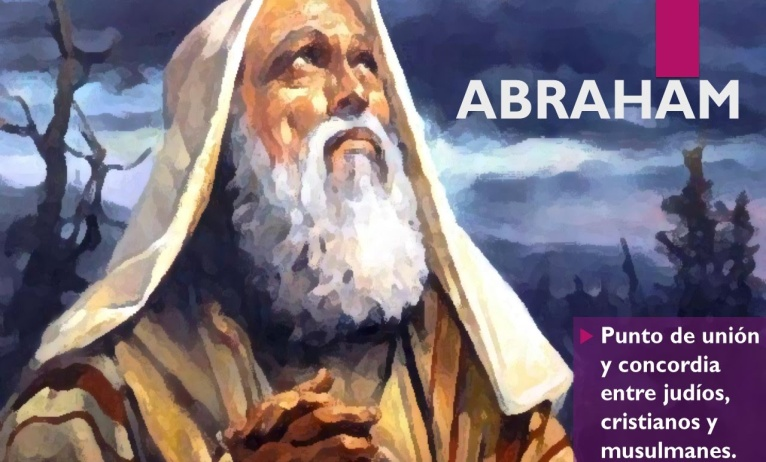 ABRAHAM
Punto de unión
y concordia
entre judíos,
cristianos y
musulmanes.